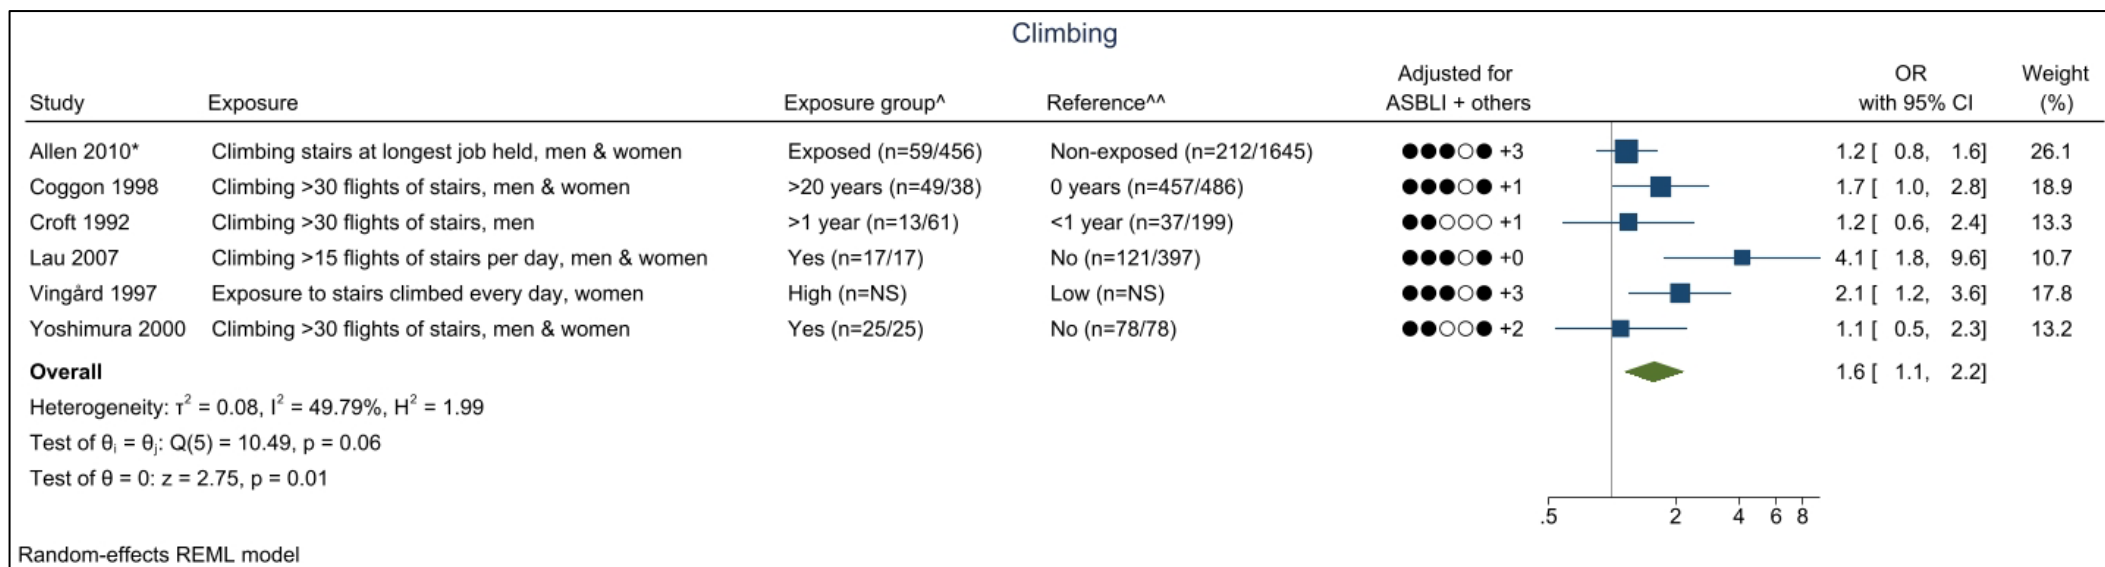 Climbing
Adjusted for OR Weight
Study Exposure Exposure group^ Reference^^ ASBLI + others with 95% CI (%)
Allen 2010* Climbing stairs at longest job held, men & women Exposed (n=59/456) Non-exposed (n=212/1645) ●●●○● +3 1.2 [ 0.8, 1.6] 26.1
Coggon 1998 Climbing >30 flights of stairs, men & women >20 years (n=49/38) 0 years (n=457/486) ●●●○● +1 1.7 [ 1.0, 2.8] 18.9
Croft 1992 Climbing >30 flights of stairs, men >1 year (n=13/61) <1 year (n=37/199) ●●○○○ +1 1.2 [ 0.6, 2.4] 13.3
Lau 2007 Climbing >15 flights of stairs per day, men & women Yes (n=17/17) No (n=121/397) ●●●○● +0 4.1 [ 1.8, 9.6] 10.7
Vingård 1997 Exposure to stairs climbed every day, women High (n=NS) Low (n=NS) ●●●○● +3 2.1 [ 1.2, 3.6] 17.8
Yoshimura 2000 Climbing >30 flights of stairs, men & women Yes (n=25/25) No (n=78/78) ●●○○● +2 1.1 [ 0.5, 2.3] 13.2
Overall 1.6 [ 1.1, 2.2]
Heterogeneity: τ² = 0.08, I² = 49.79%, H² = 1.99
Test of θᵢ = θⱼ: Q(5) = 10.49, p = 0.06
Test of θ = 0: z = 2.75, p = 0.01
.5 2 4 6 8
Random-effects REML model